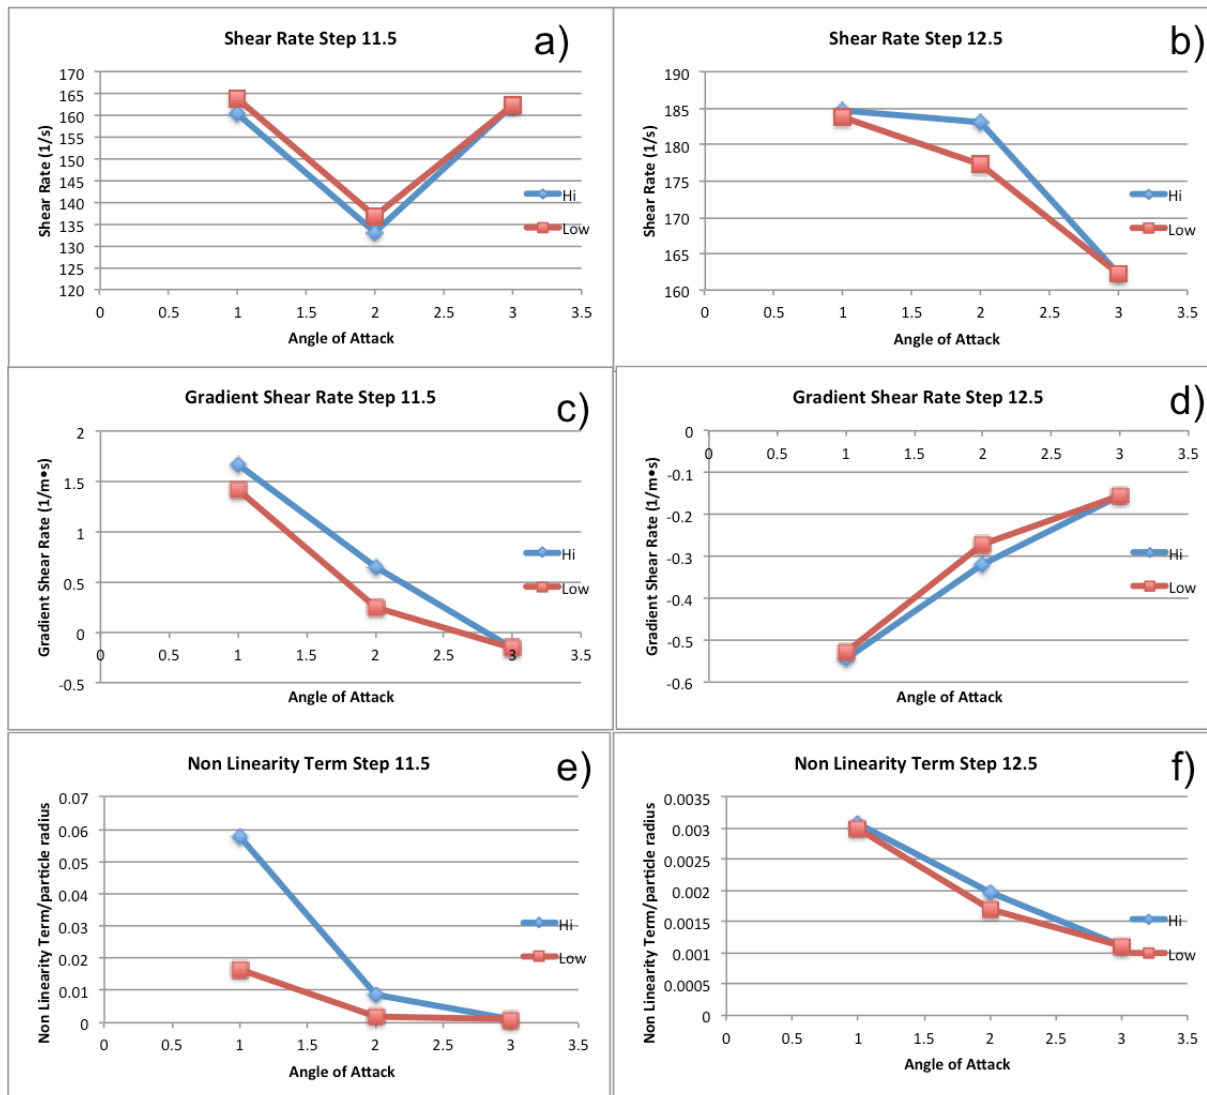 Shear Rate Step 11.5
a)
170
165
160
155
150
145
140
135
130
125
120
Shear Rate (1/s)
0 0.5 1 1.5 2 2.5 3 3.5
Angle of Attack
Hi
Low
Shear Rate Step 12.5
b)
190
185
180
175
170
165
160
Shear Rate (1/s)
0 0.5 1 1.5 2 2.5 3 3.5
Angle of Attack
Hi
Low
Gradient Shear Rate Step 11.5
c)
2
1.5
1
0.5
0
-0.5
Gradient Shear Rate (1/m•s)
0 0.5 1 1.5 2 2.5 3 3.5
Angle of Attack
Hi
Low
Gradient Shear Rate Step 12.5
d)
0
-0.1
-0.2
-0.3
-0.4
-0.5
-0.6
Gradient Shear Rate (1/m•s)
0 0.5 1 1.5 2 2.5 3 3.5
Angle of Attack
Hi
Low
Non Linearity Term Step 11.5
e)
0.07
0.06
0.05
0.04
0.03
0.02
0.01
0
Non Linearity Term/particle radius
0 0.5 1 1.5 2 2.5 3 3.5
Angle of Attack
Hi
Low
Non Linearity Term Step 12.5
f)
0.0035
0.003
0.0025
0.002
0.0015
0.001
0.0005
0
Non Linearity Term/particle radius
0 0.5 1 1.5 2 2.5 3 3.5
Angle of Attack
Hi
Low